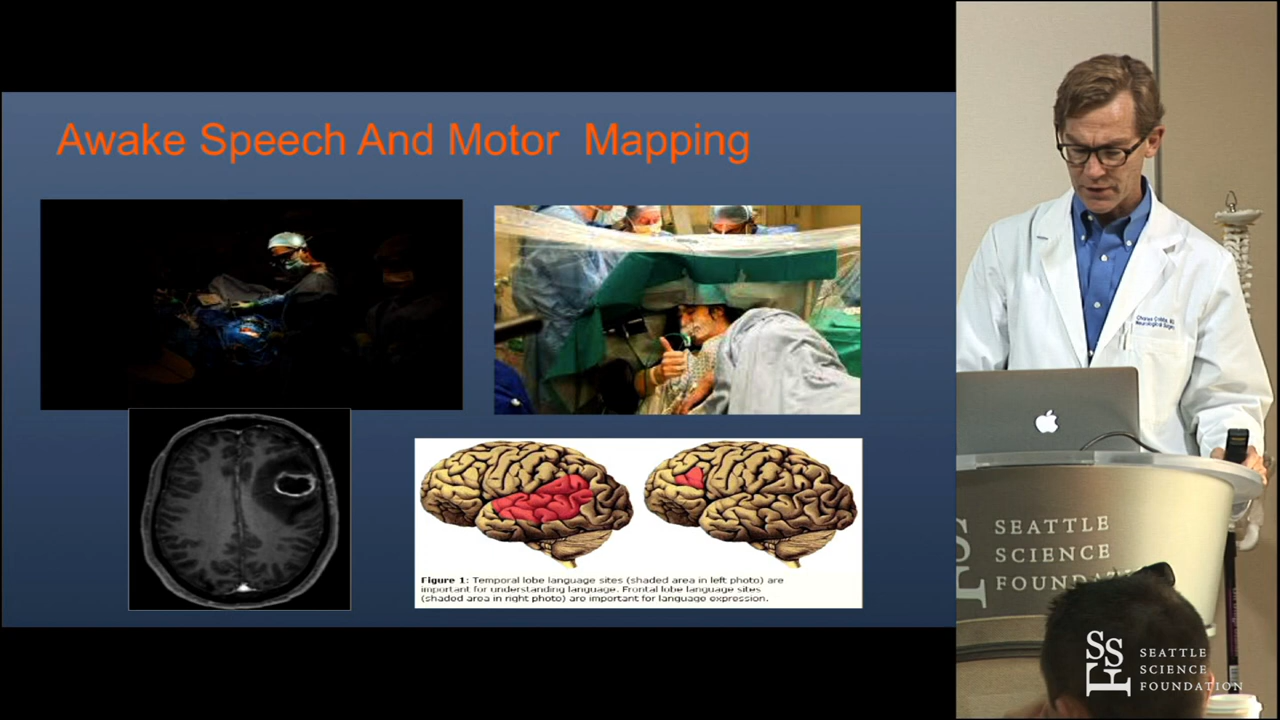 Awake Speech And Motor Mapping
Figure 1: Temporal lobe language sites (shaded area in left photo) are
important for understanding language. Frontal lobe language sites
(shaded area in right photo) are important for language expression.
Neurological
SEATTLE
SCIENCE
SEATTLE
SCIENCE
FOUNDATION